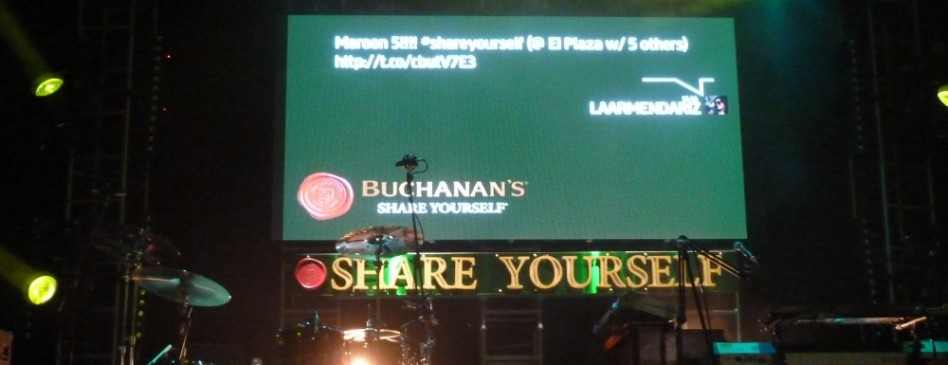 Maroon 5!!!! #shareyourself (@ El Plaza w/ 5 others)
http://t.co/cbutV7E3
LAARMENDARIZ
BUCHANAN'S
SHARE YOURSELF
SHARE YOURSELF